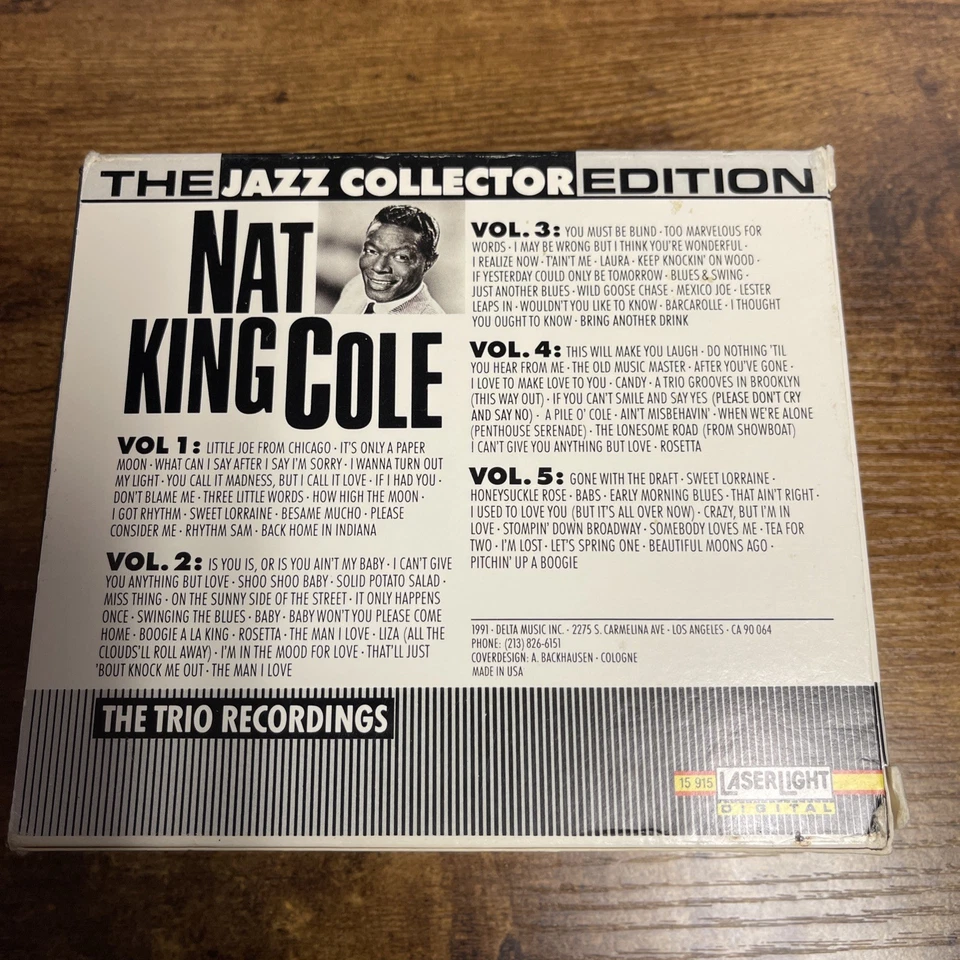 THE JAZZ COLLECTOR EDITION
NAT
KING COLE
VOL 1: LITTLE JOE FROM CHICAGO · IT'S ONLY A PAPER
MOON · WHAT CAN I SAY AFTER I SAY I'M SORRY · I WANNA TURN OUT
MY LIGHT · YOU CALL IT MADNESS, BUT I CALL IT LOVE · IF I HAD YOU ·
DON'T BLAME ME · THREE LITTLE WORDS · HOW HIGH THE MOON ·
I GOT RHYTHM · SWEET LORRAINE · BESAME MUCHO · PLEASE
CONSIDER ME · RHYTHM SAM · BACK HOME IN INDIANA
VOL. 2: IS YOU IS, OR IS YOU AIN'T MY BABY · I CAN'T GIVE
YOU ANYTHING BUT LOVE · SHOO SHOO BABY · SOLID POTATO SALAD ·
MISS THING · ON THE SUNNY SIDE OF THE STREET · IT ONLY HAPPENS
ONCE · SWINGING THE BLUES · BABY · BABY WON'T YOU PLEASE COME
HOME · BOOGIE A LA KING · ROSETTA · THE MAN I LOVE · LIZA (ALL THE
CLOUDS'LL ROLL AWAY) · I'M IN THE MOOD FOR LOVE · THAT'LL JUST
'BOUT KNOCK ME OUT · THE MAN I LOVE
VOL. 3: YOU MUST BE BLIND · TOO MARVELOUS FOR
WORDS · I MAY BE WRONG BUT I THINK YOU'RE WONDERFUL ·
I REALIZE NOW · T'AIN'T ME · LAURA · KEEP KNOCKIN' ON WOOD ·
IF YESTERDAY COULD ONLY BE TOMORROW · BLUES & SWING ·
JUST ANOTHER BLUES · WILD GOOSE CHASE · MEXICO JOE · LESTER
LEAPS IN · WOULDN'T YOU LIKE TO KNOW · BARCAROLLE · I THOUGHT
YOU OUGHT TO KNOW · BRING ANOTHER DRINK
VOL. 4: THIS WILL MAKE YOU LAUGH · DO NOTHING 'TIL
YOU HEAR FROM ME · THE OLD MUSIC MASTER · AFTER YOU'VE GONE ·
I LOVE TO MAKE LOVE TO YOU · CANDY · A TRIO GROOVES IN BROOKLYN
(THIS WAY OUT) · IF YOU CAN'T SMILE AND SAY YES (PLEASE DON'T CRY
AND SAY NO) · A PILE O' COLE · AIN'T MISBEHAVIN' · WHEN WE'RE ALONE
(PENTHOUSE SERENADE) · THE LONESOME ROAD (FROM SHOWBOAT)
I CAN'T GIVE YOU ANYTHING BUT LOVE · ROSETTA
VOL. 5: GONE WITH THE DRAFT · SWEET LORRAINE ·
HONEYSUCKLE ROSE · BABS · EARLY MORNING BLUES · THAT AIN'T RIGHT ·
I USED TO LOVE YOU (BUT IT'S ALL OVER NOW) · CRAZY, BUT I'M IN
LOVE · STOMPIN' DOWN BROADWAY · SOMEBODY LOVES ME · TEA FOR
TWO · I'M LOST · LET'S SPRING ONE · BEAUTIFUL MOONS AGO ·
PITCHIN' UP A BOOGIE
1991 · DELTA MUSIC INC. · 2275 S. CARMELINA AVE · LOS ANGELES · CA 90 064
PHONE: (213) 826-6151
COVERDESIGN: A. BACKHAUSEN · COLOGNE
MADE IN USA
THE TRIO RECORDINGS
15 915 LASERLIGHT
DIGITAL